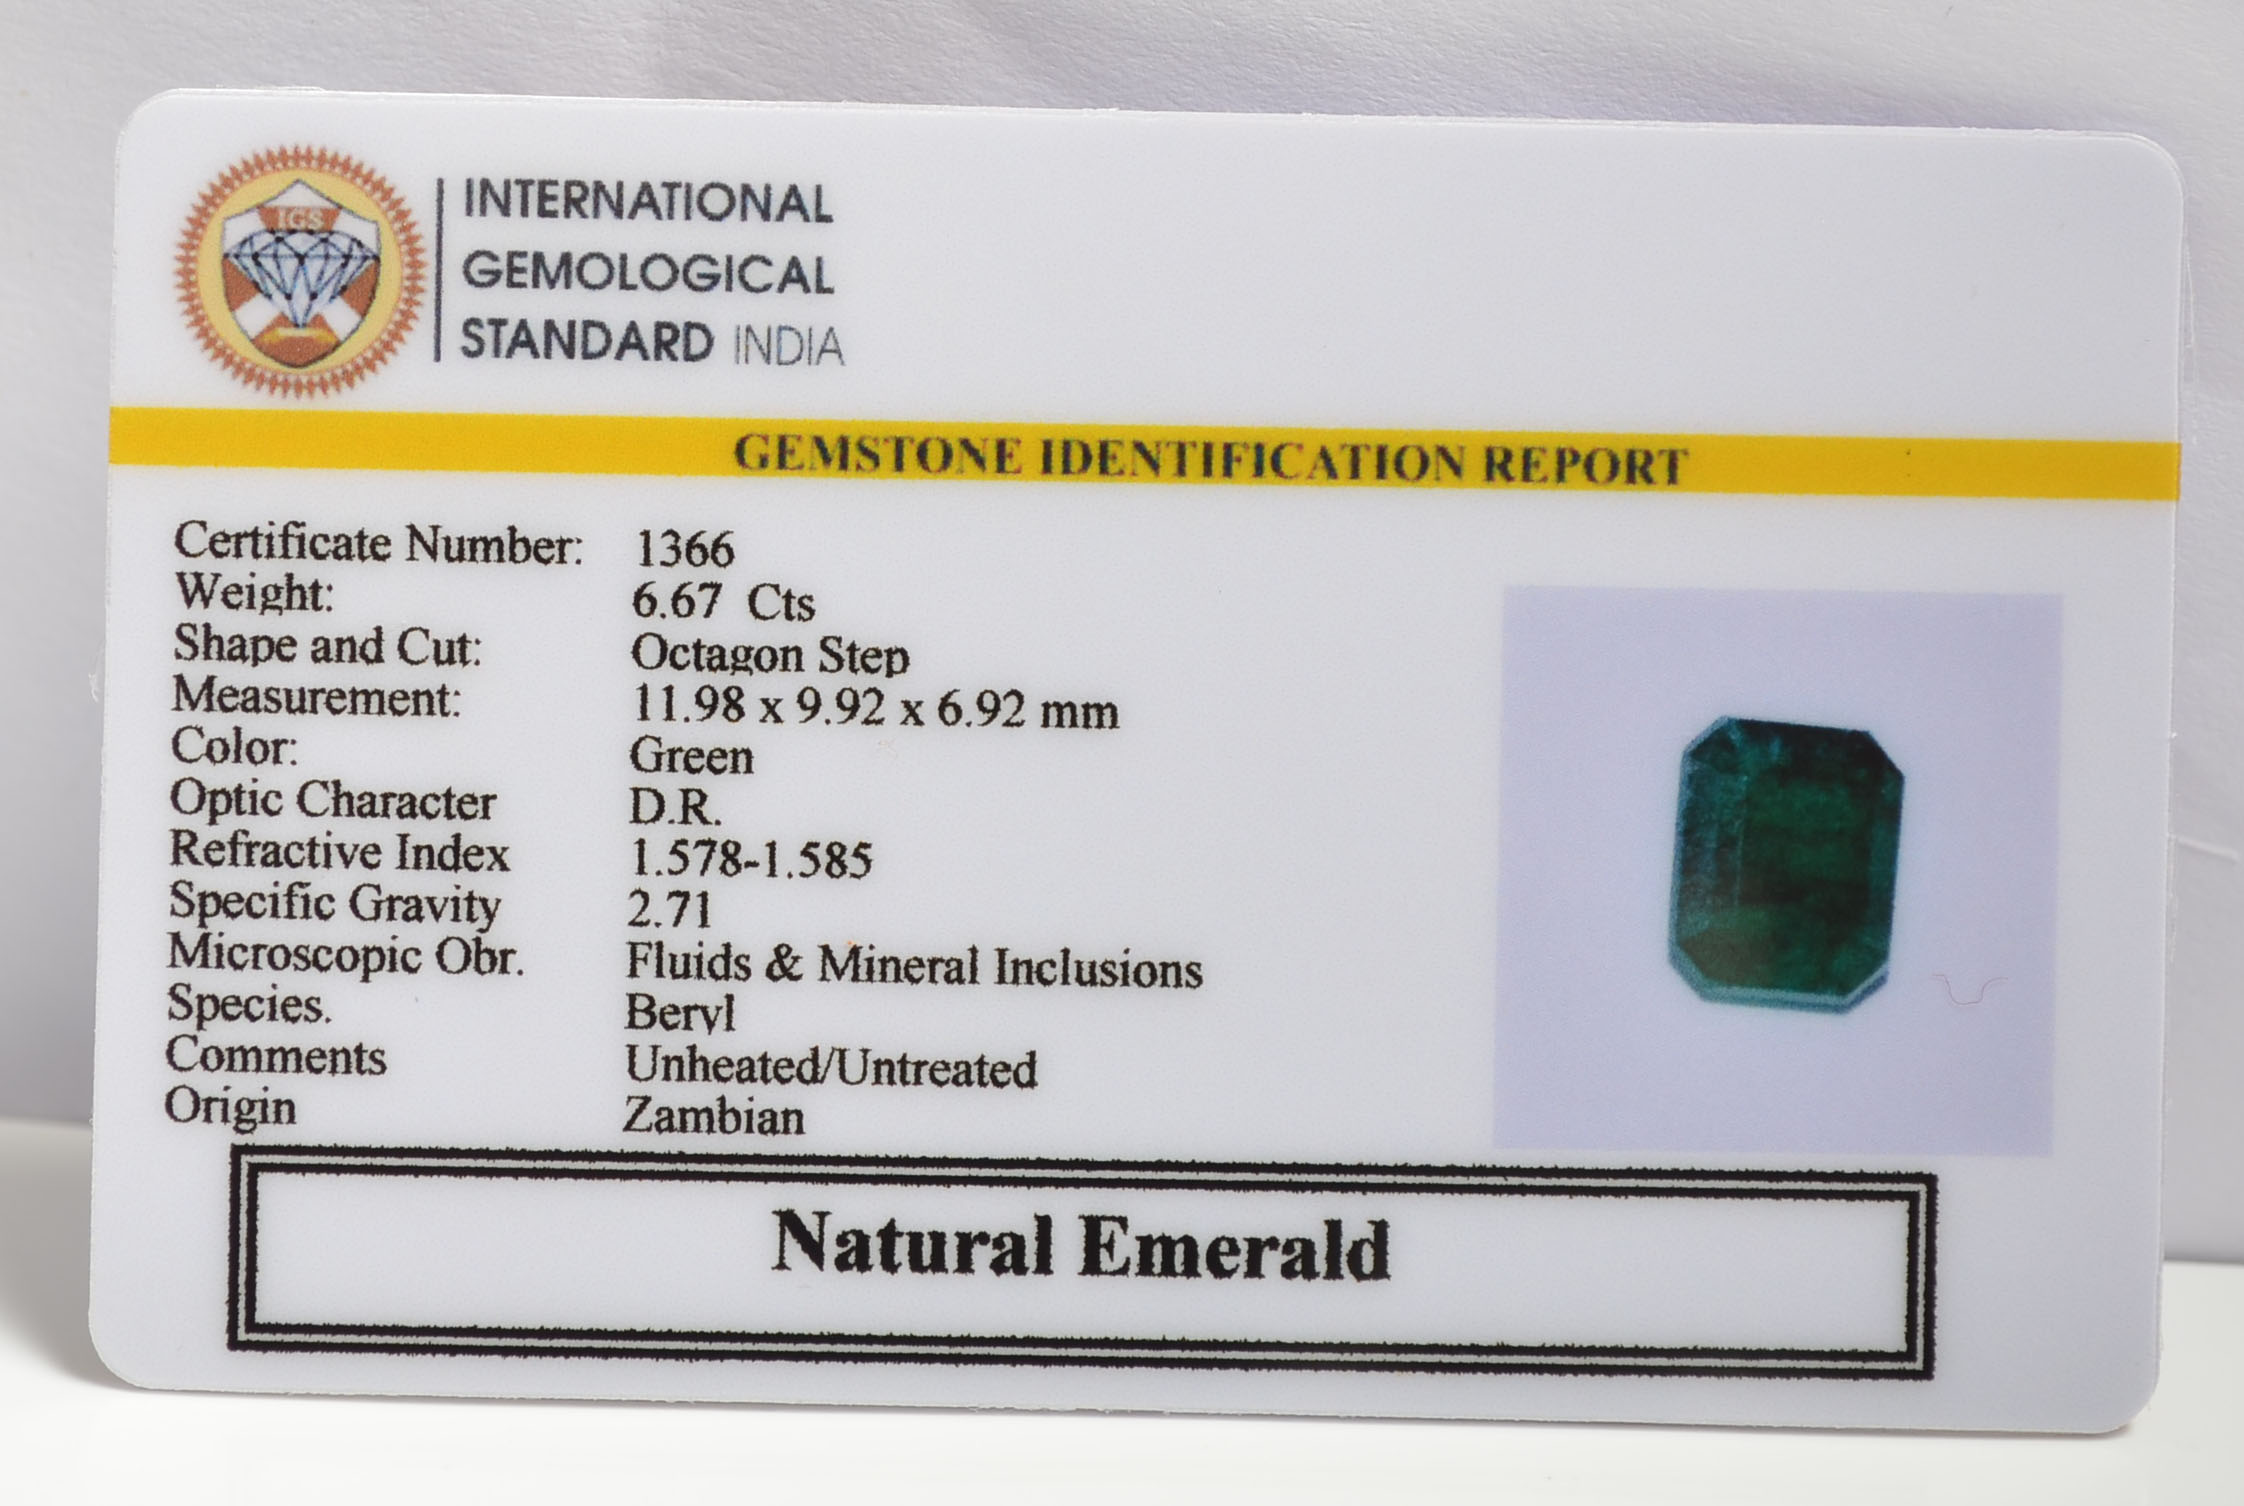 IGS
INTERNATIONAL
GEMOLOGICAL
STANDARD INDIA
GEMSTONE IDENTIFICATION REPORT
Certificate Number: 1366
Weight: 6.67 Cts
Shape and Cut: Octagon Step
Measurement: 11.98 x 9.92 x 6.92 mm
Color: Green
Optic Character D.R.
Refractive Index 1.578-1.585
Specific Gravity 2.71
Microscopic Obr. Fluids & Mineral Inclusions
Species. Beryl
Comments Unheated/Untreated
Origin Zambian
Natural Emerald